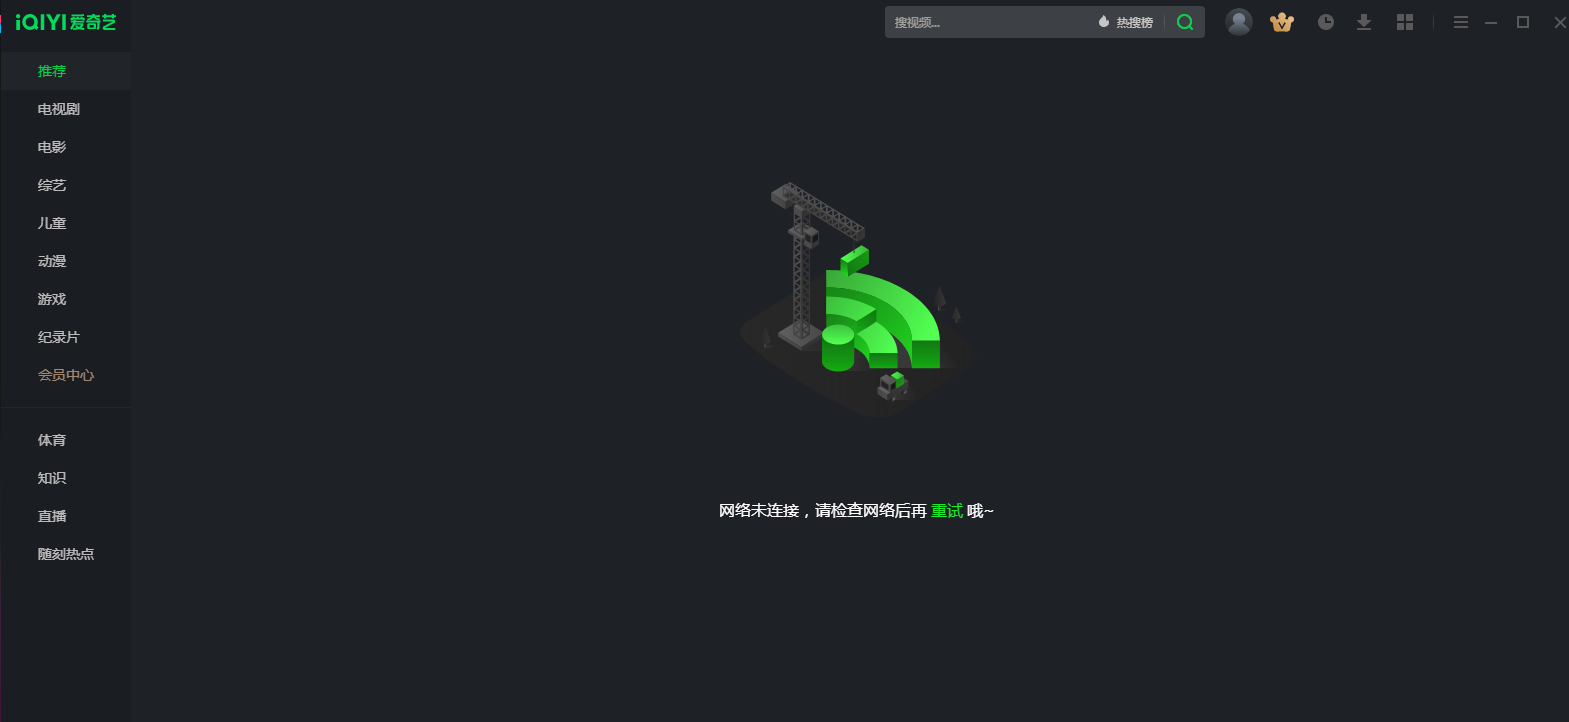 iQIYI 爱奇艺
搜视频... 热搜榜
推荐
电视剧
电影
综艺
儿童
动漫
游戏
纪录片
会员中心
体育
知识
直播
随刻热点
网络未连接，请检查网络后再 重试 哦~